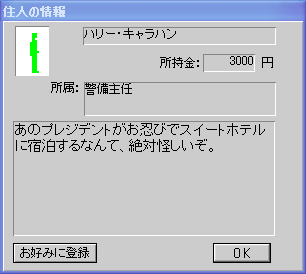 住人の情報
ハリー・キャラハン
所持金: 3000 円
所属: 警備主任
あのプレジデントがお忍びでスイートホテル
に宿泊するなんて、絶対怪しいぞ。
お好みに登録 OK